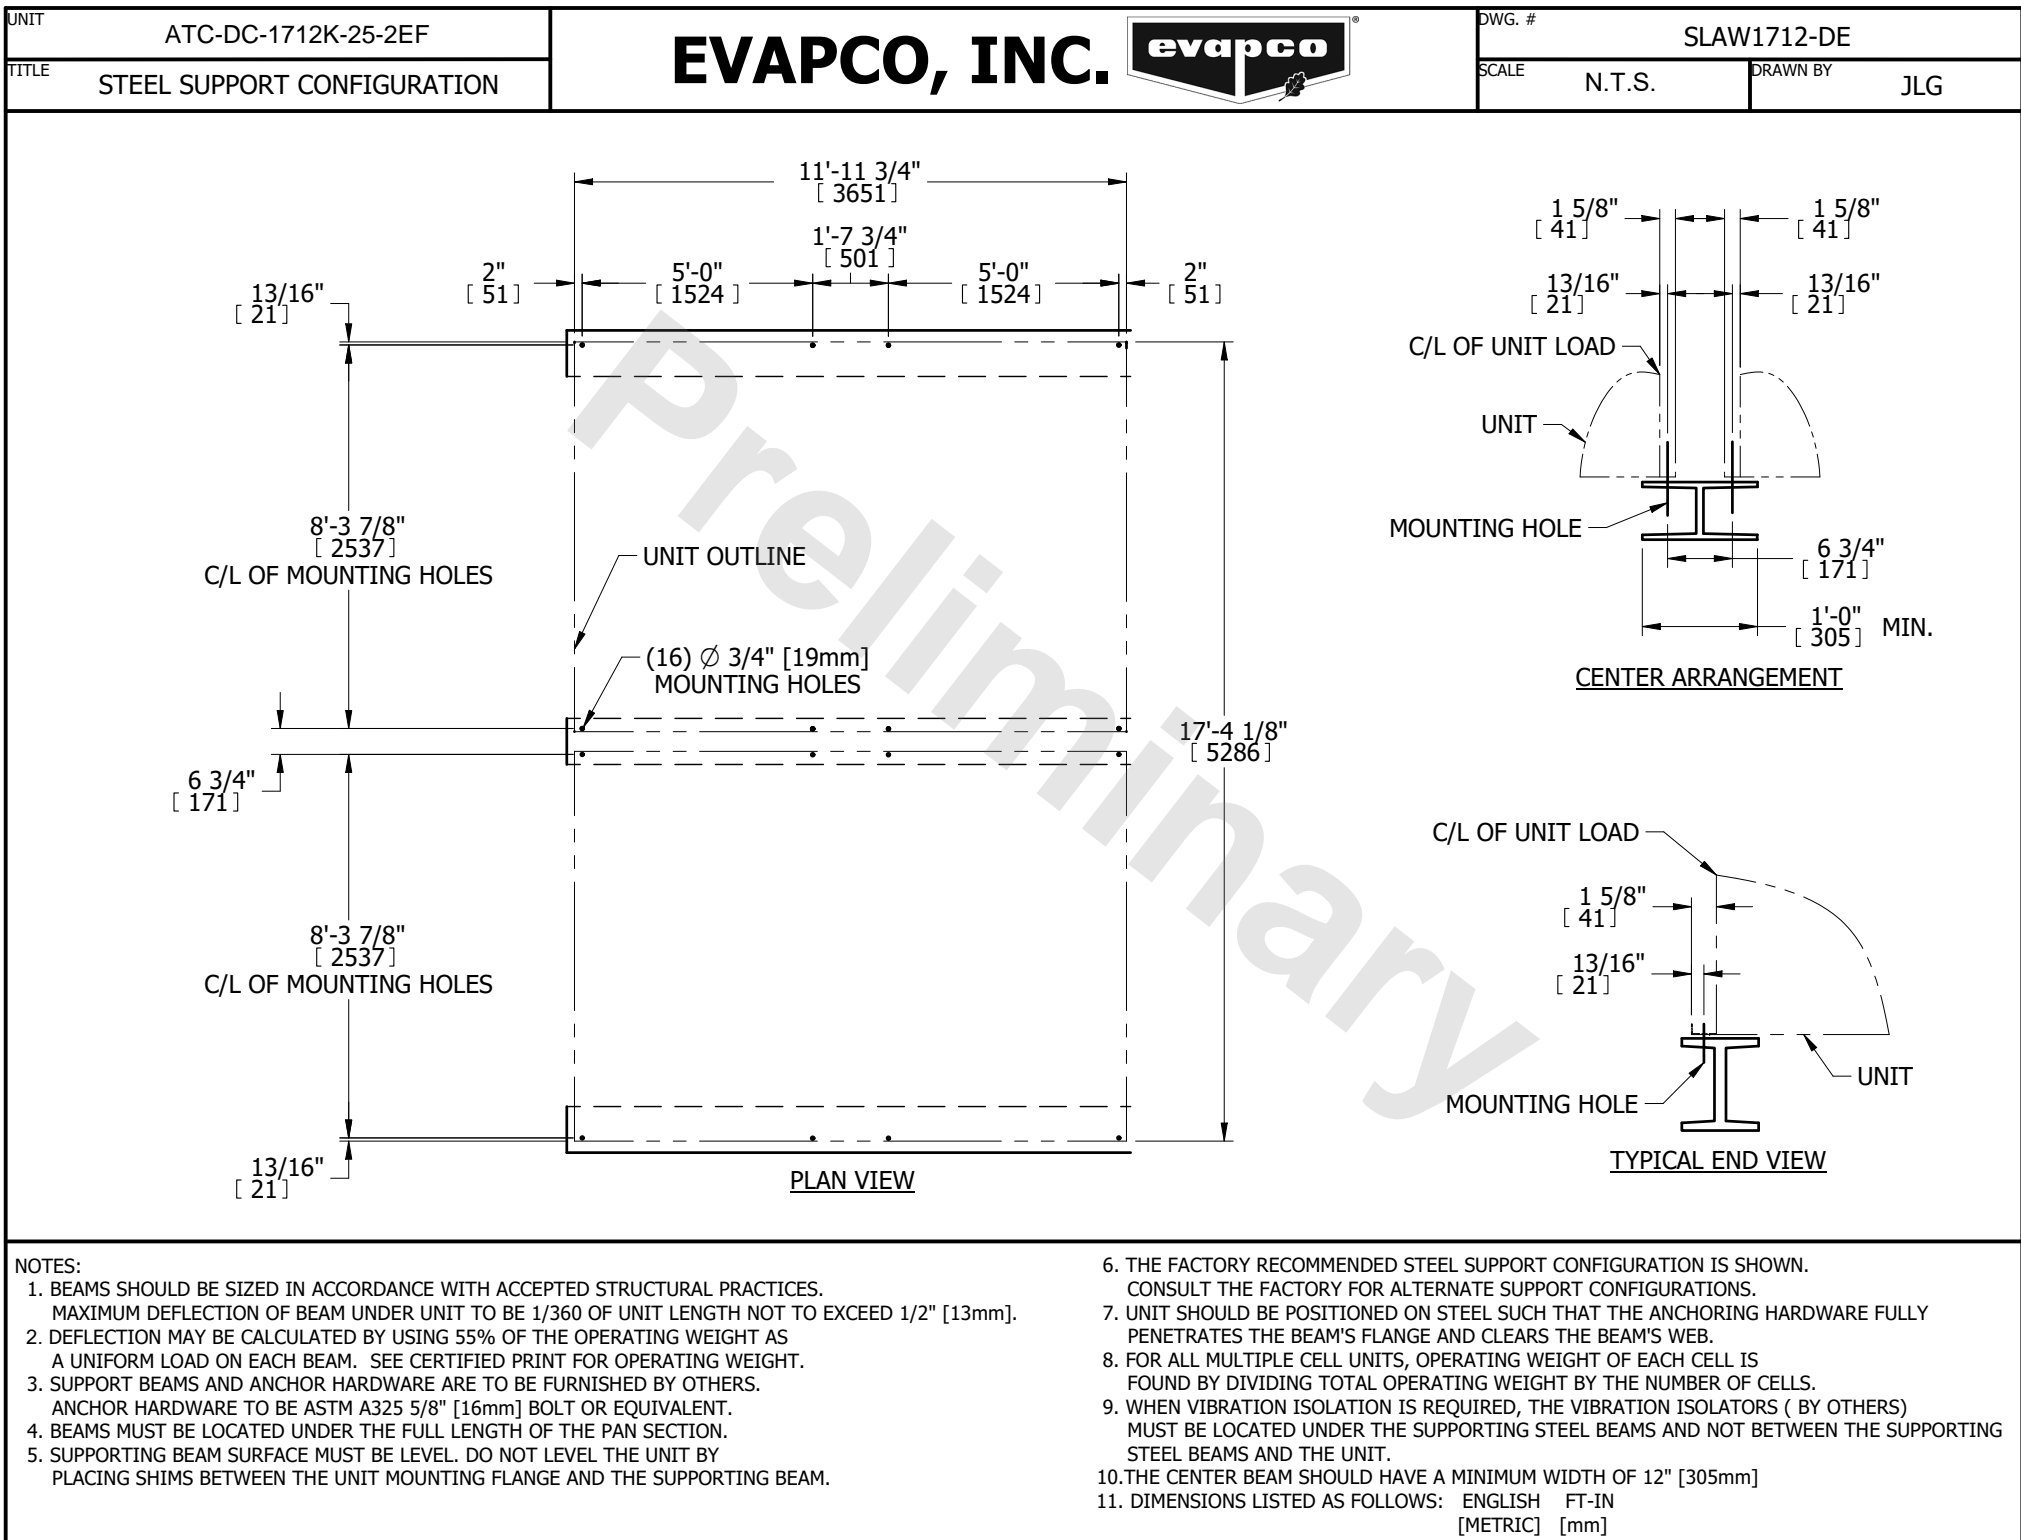 UNIT
ATC-DC-1712K-25-2EF
TITLE
STEEL SUPPORT CONFIGURATION
EVAPCO, INC.
evapco
®
DWG. #
SLAW1712-DE
SCALE
N.T.S.
DRAWN BY
JLG
11'-11 3/4"
[ 3651]
1'-7 3/4"
[ 501 ]
2"
[ 51]
5'-0"
[ 1524 ]
5'-0"
[ 1524]
2"
[ 51]
13/16"
[ 21]
8'-3 7/8"
[ 2537]
C/L OF MOUNTING HOLES
UNIT OUTLINE
(16) Ø 3/4" [19mm]
MOUNTING HOLES
6 3/4"
[ 171]
17'-4 1/8"
[ 5286]
8'-3 7/8"
[ 2537]
C/L OF MOUNTING HOLES
13/16"
[ 21]
PLAN VIEW
Preliminary
1 5/8"
[ 41]
1 5/8"
[ 41]
13/16"
[ 21]
13/16"
[ 21]
C/L OF UNIT LOAD
UNIT
MOUNTING HOLE
6 3/4"
[ 171]
1'-0"
[ 305]
MIN.
CENTER ARRANGEMENT
C/L OF UNIT LOAD
1 5/8"
[ 41]
13/16"
[ 21]
UNIT
MOUNTING HOLE
TYPICAL END VIEW
NOTES:
1. BEAMS SHOULD BE SIZED IN ACCORDANCE WITH ACCEPTED STRUCTURAL PRACTICES.
MAXIMUM DEFLECTION OF BEAM UNDER UNIT TO BE 1/360 OF UNIT LENGTH NOT TO EXCEED 1/2" [13mm].
2. DEFLECTION MAY BE CALCULATED BY USING 55% OF THE OPERATING WEIGHT AS
A UNIFORM LOAD ON EACH BEAM. SEE CERTIFIED PRINT FOR OPERATING WEIGHT.
3. SUPPORT BEAMS AND ANCHOR HARDWARE ARE TO BE FURNISHED BY OTHERS.
ANCHOR HARDWARE TO BE ASTM A325 5/8" [16mm] BOLT OR EQUIVALENT.
4. BEAMS MUST BE LOCATED UNDER THE FULL LENGTH OF THE PAN SECTION.
5. SUPPORTING BEAM SURFACE MUST BE LEVEL. DO NOT LEVEL THE UNIT BY
PLACING SHIMS BETWEEN THE UNIT MOUNTING FLANGE AND THE SUPPORTING BEAM.
6. THE FACTORY RECOMMENDED STEEL SUPPORT CONFIGURATION IS SHOWN.
CONSULT THE FACTORY FOR ALTERNATE SUPPORT CONFIGURATIONS.
7. UNIT SHOULD BE POSITIONED ON STEEL SUCH THAT THE ANCHORING HARDWARE FULLY
PENETRATES THE BEAM'S FLANGE AND CLEARS THE BEAM'S WEB.
8. FOR ALL MULTIPLE CELL UNITS, OPERATING WEIGHT OF EACH CELL IS
FOUND BY DIVIDING TOTAL OPERATING WEIGHT BY THE NUMBER OF CELLS.
9. WHEN VIBRATION ISOLATION IS REQUIRED, THE VIBRATION ISOLATORS ( BY OTHERS)
MUST BE LOCATED UNDER THE SUPPORTING STEEL BEAMS AND NOT BETWEEN THE SUPPORTING
STEEL BEAMS AND THE UNIT.
10.THE CENTER BEAM SHOULD HAVE A MINIMUM WIDTH OF 12" [305mm]
11. DIMENSIONS LISTED AS FOLLOWS: ENGLISH FT-IN
[METRIC] [mm]